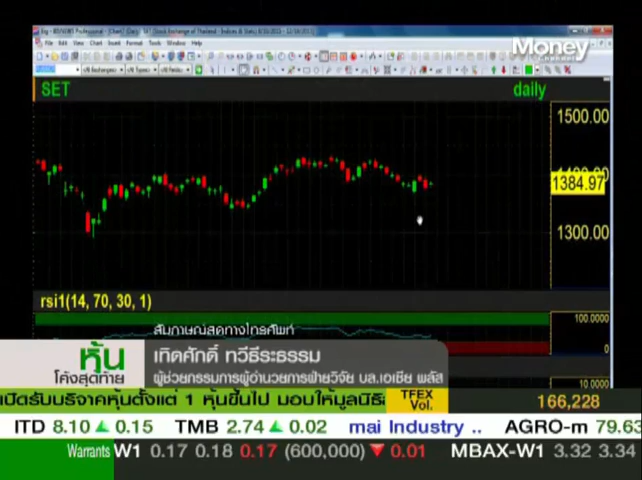 Money
Channel
SET
daily
1500.00
1384.97
1300.00
rsi1(14, 70, 30, 1)
100.0000
0
10.0000
สัมภาษณ์สดทางโทรศัพท์
หุ้น
โค้งสุดท้าย
เทิดศักดิ์ ทวีธีระธรรม
ผู้ช่วยกรรมการผู้อำนวยการฝ่ายวิจัย บล.เอเซีย พลัส
เปิดรับบริจาคหุ้นตั้งแต่ 1 หุ้นขึ้นไป มอบให้มูลนิธิ
TFEX
Vol.
166,228
ITD 8.10 ▲ 0.15 TMB 2.74 ▲ 0.02 mai Industry .. AGRO-m 79.63
Warrants W1 0.17 0.18 0.17 (600,000) ▼ 0.01 MBAX-W1 3.32 3.34